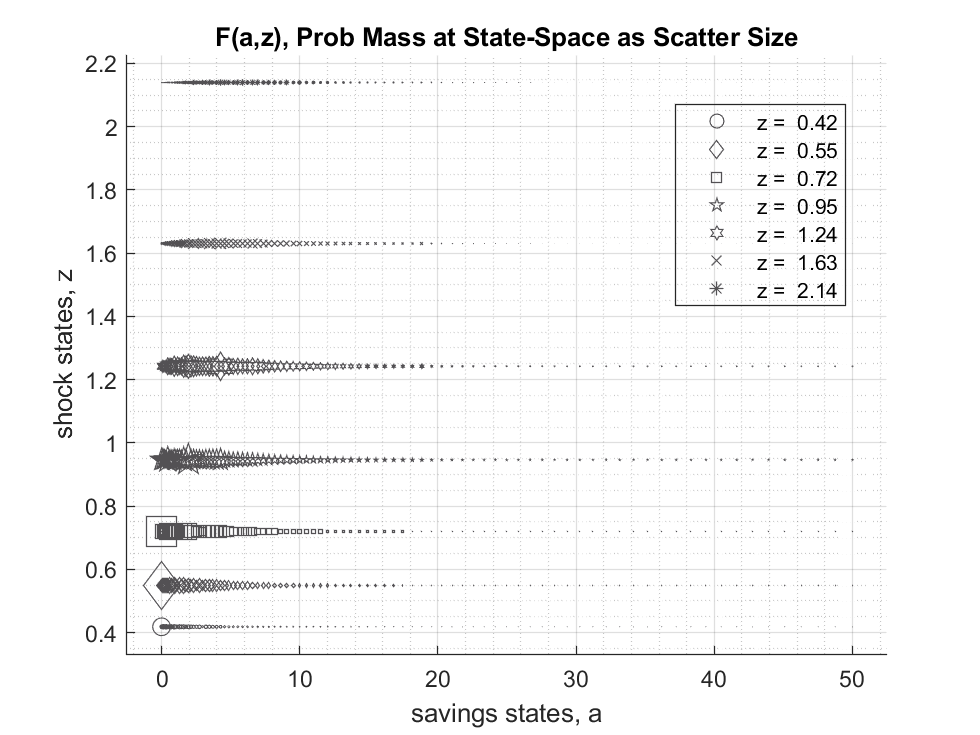 F(a,z), Prob Mass at State-Space as Scatter Size
2.2
2
1.8
1.6
1.4
1.2
1
0.8
0.6
0.4
shock states, z
z = 0.42
z = 0.55
z = 0.72
z = 0.95
z = 1.24
z = 1.63
z = 2.14
0 10 20 30 40 50
savings states, a